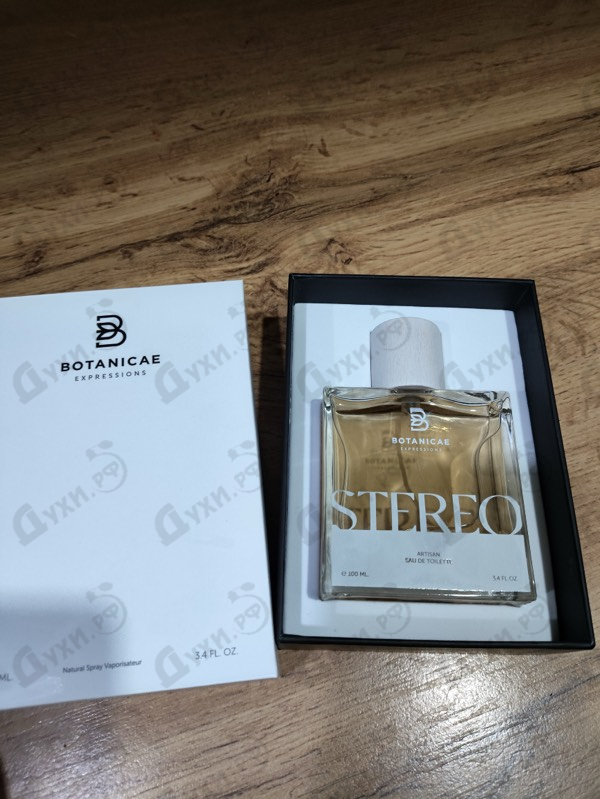 BOTANICAE
EXPRESSIONS
ML
Natural Spray Vaporisateur
3.4 FL. OZ.
BOTANICAE
EXPRESSIONS
STEREO
ARTISAN
EAU DE TOILETTE
℮ 100 ML.
3.4 FL. OZ.
Духи.рф